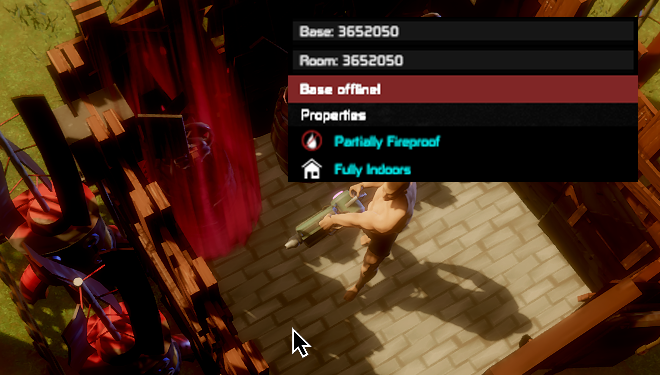 Base: 3652050
Room: 3652050
Base offline!
Properties
Partially Fireproof
Fully Indoors